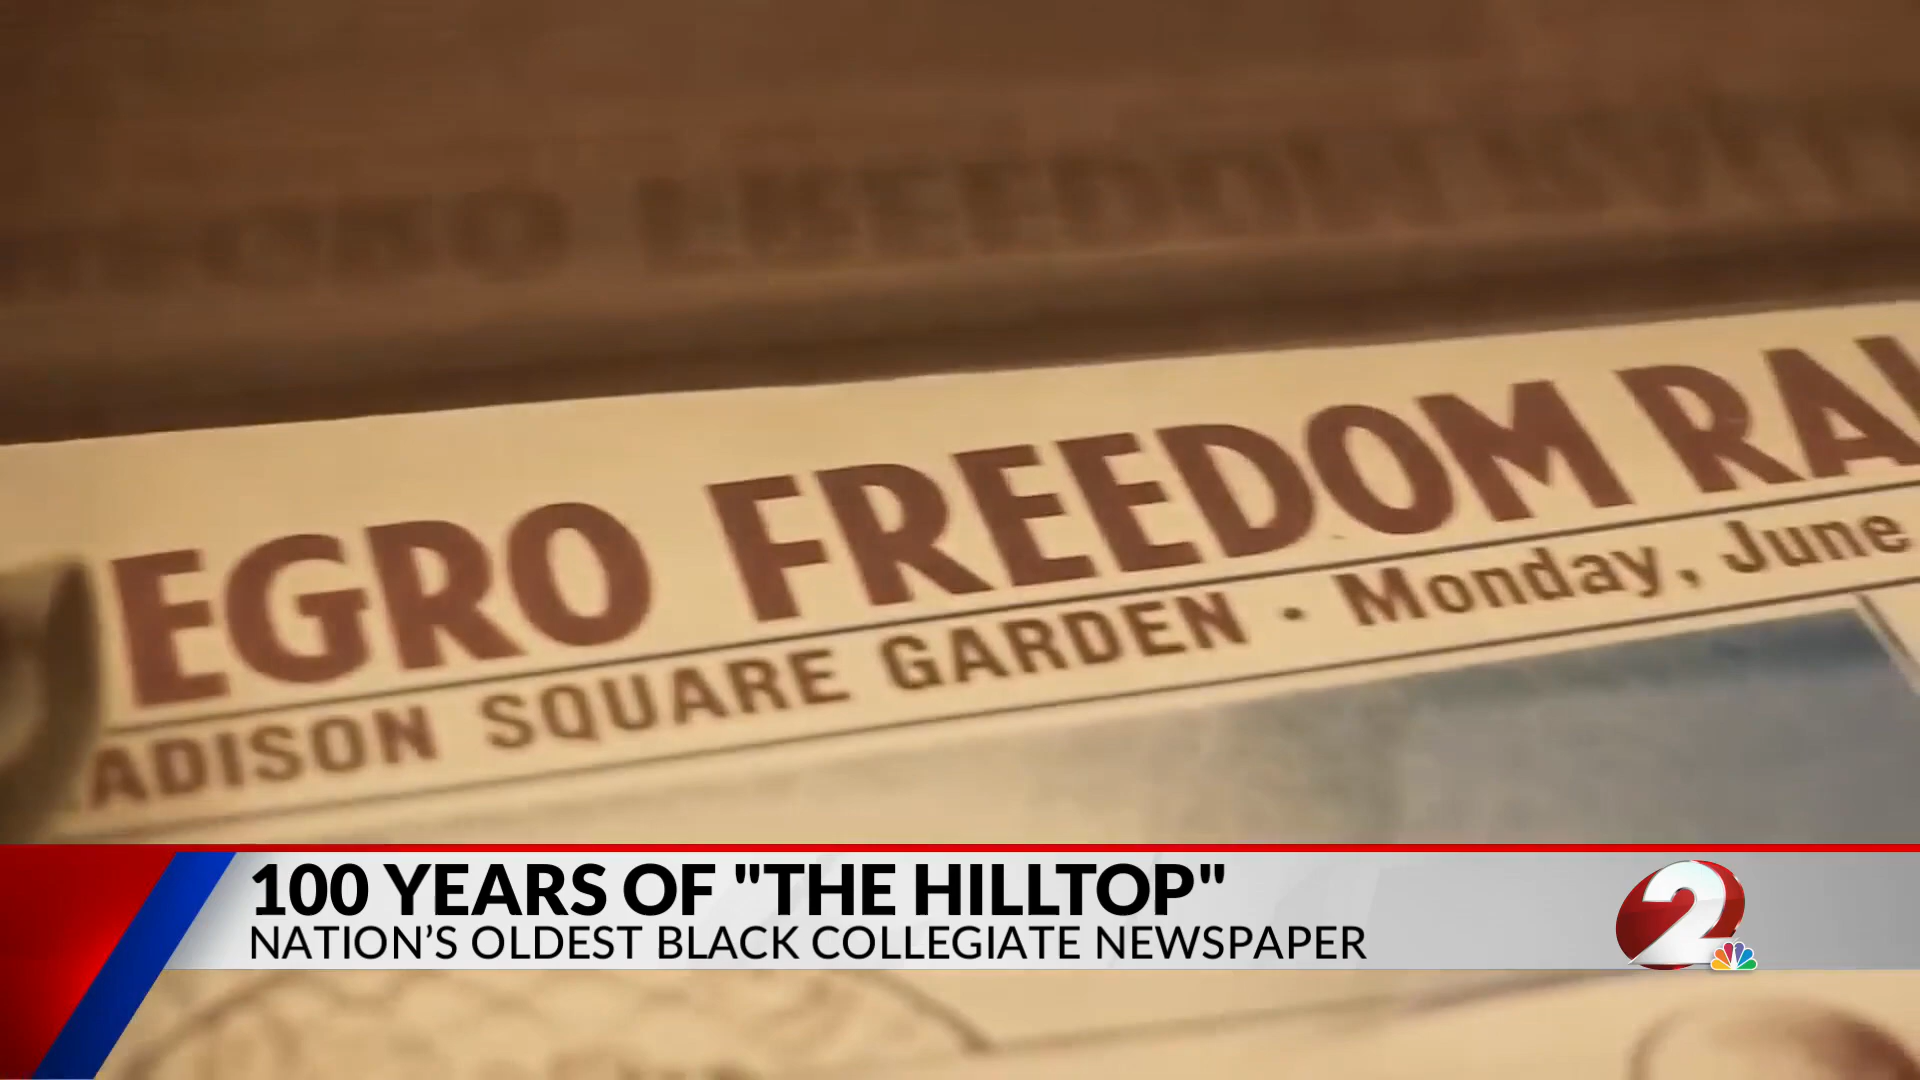 EGRO FREEDOM RA
ADISON SQUARE GARDEN · Monday, June
100 YEARS OF "THE HILLTOP"
NATION’S OLDEST BLACK COLLEGIATE NEWSPAPER
2